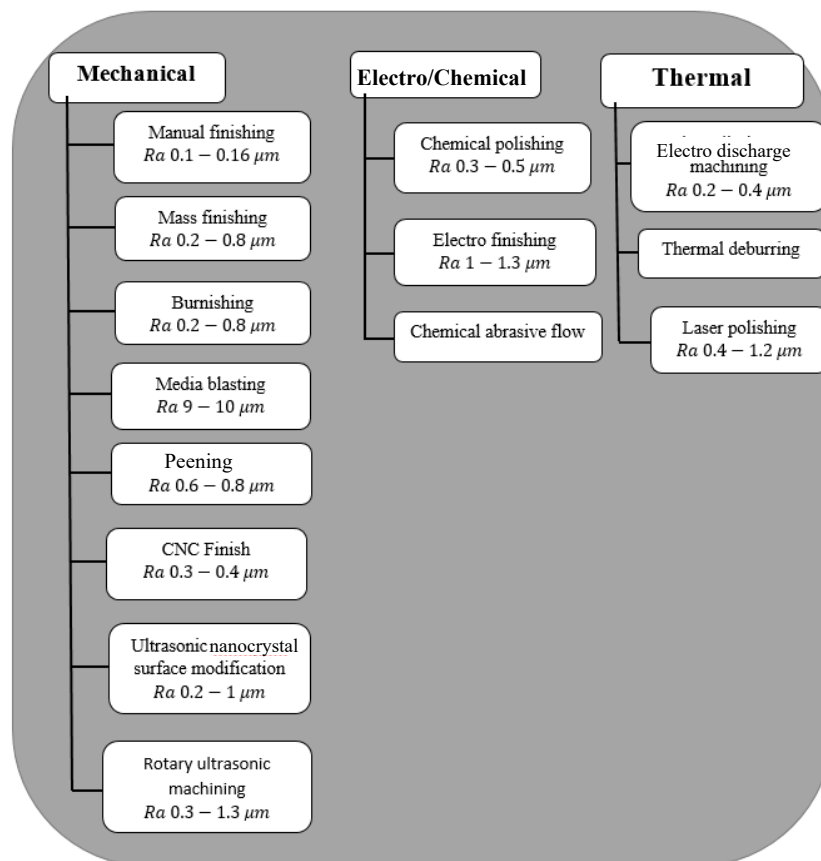 Mechanical
Manual finishing
Ra 0.1 − 0.16 μm
Mass finishing
Ra 0.2 − 0.8 μm
Burnishing
Ra 0.2 − 0.8 μm
Media blasting
Ra 9 − 10 μm
Peening
Ra 0.6 − 0.8 μm
CNC Finish
Ra 0.3 − 0.4 μm
Ultrasonic nanocrystal
surface modification
Ra 0.2 − 1 μm
Rotary ultrasonic
machining
Ra 0.3 − 1.3 μm
Electro/Chemical
Chemical polishing
Ra 0.3 − 0.5 μm
Electro finishing
Ra 1 − 1.3 μm
Chemical abrasive flow
Thermal
Electro discharge
machining
Ra 0.2 − 0.4 μm
Thermal deburring
Laser polishing
Ra 0.4 − 1.2 μm